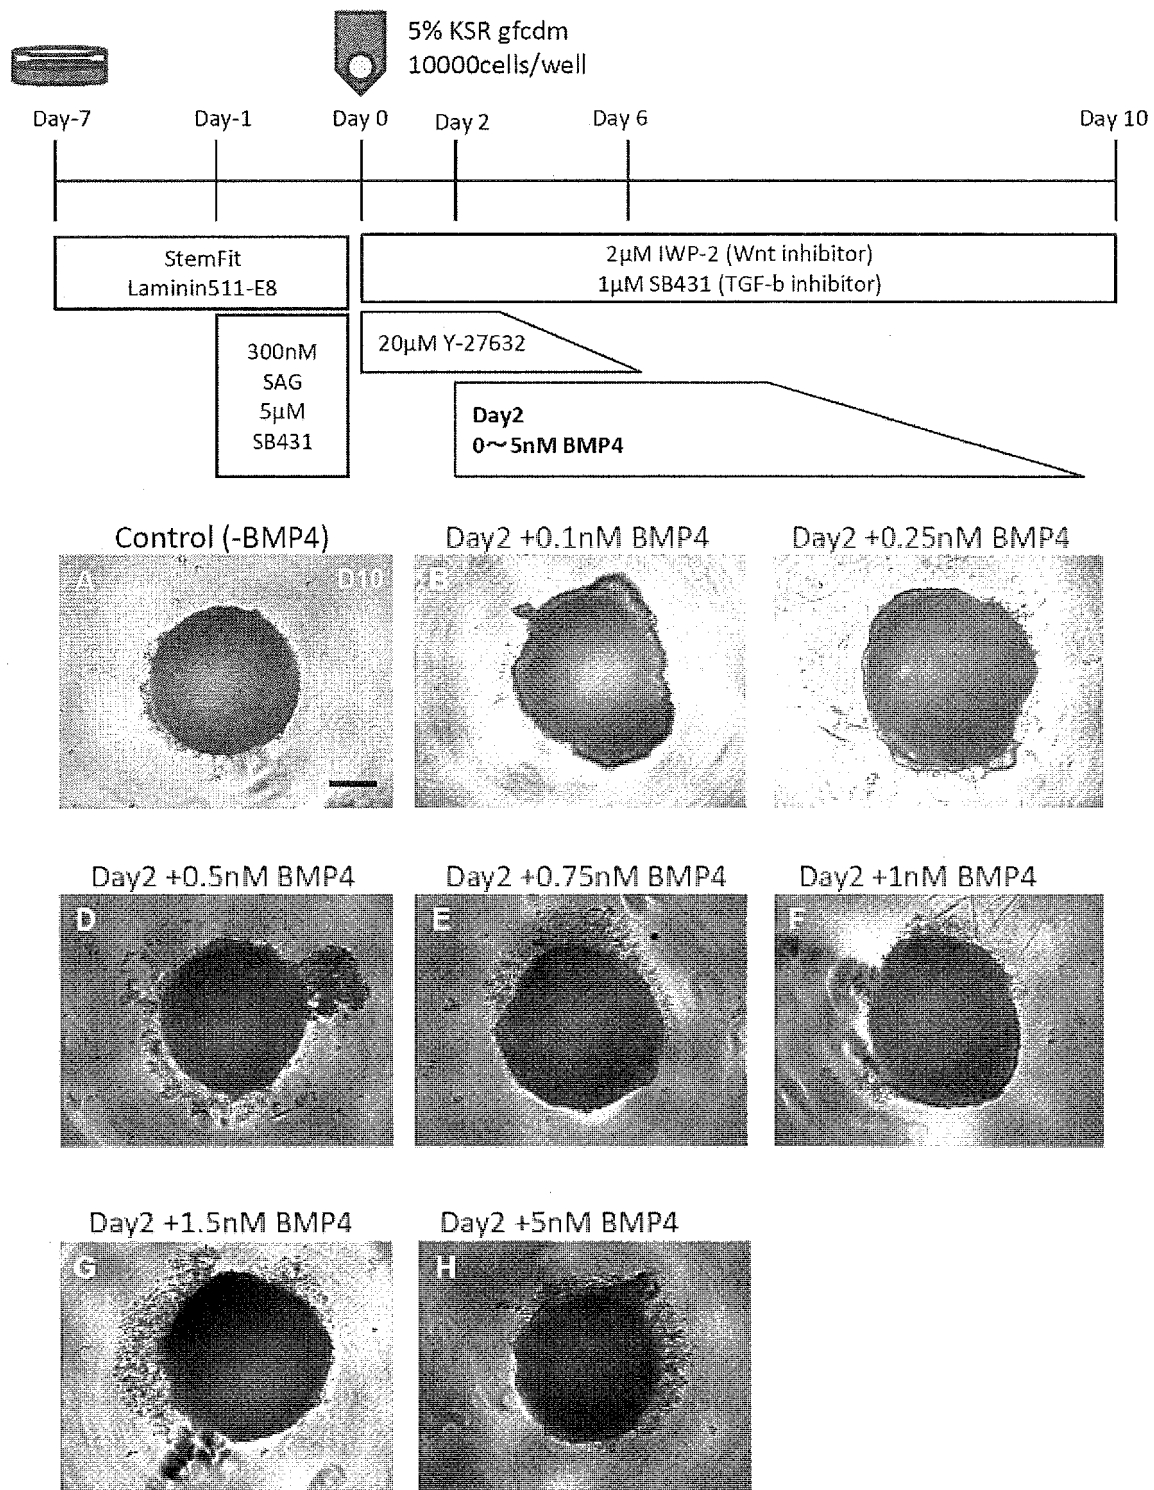 5% KSR gfcdm
10000cells/well
Day-7
Day-1
Day 0
Day 2
Day 6
Day 10
StemFit
Laminin511-E8
2µM IWP-2 (Wnt inhibitor)
1µM SB431 (TGF-b inhibitor)
300nM
SAG
5µM
SB431
20µM Y-27632
Day2
0～5nM BMP4
Control (-BMP4)
Day2 +0.1nM BMP4
Day2 +0.25nM BMP4
A
D10
B
Day2 +0.5nM BMP4
Day2 +0.75nM BMP4
Day2 +1nM BMP4
D
E
F
Day2 +1.5nM BMP4
Day2 +5nM BMP4
G
H